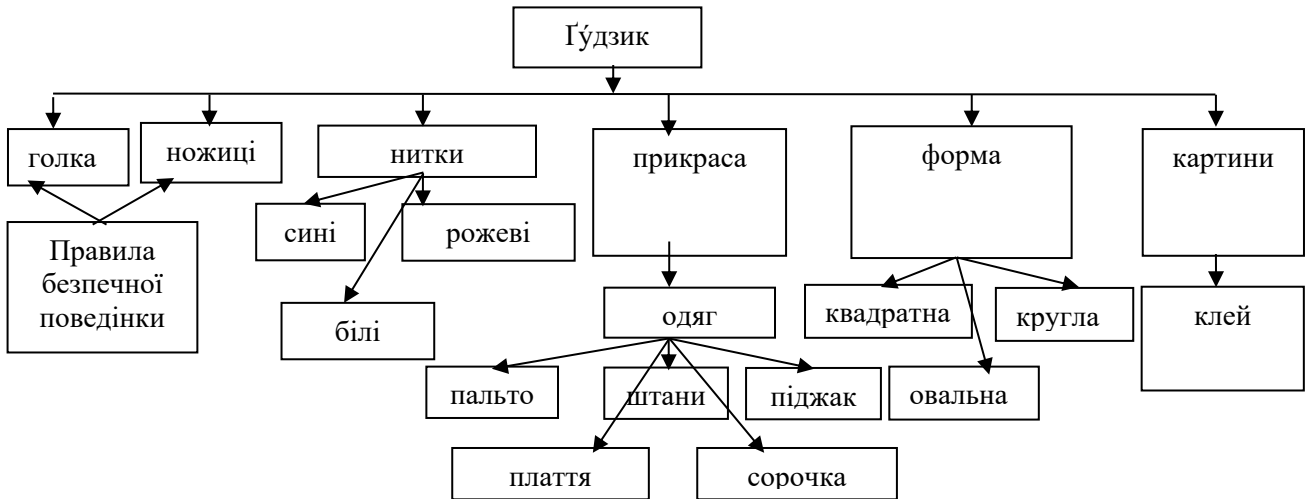 Ґу́дзик
голка
ножиці
нитки
прикраса
форма
картини
Правила
безпечної
поведінки
сині
рожеві
білі
одяг
квадратна
кругла
клей
пальто
штани
піджак
овальна
плаття
сорочка